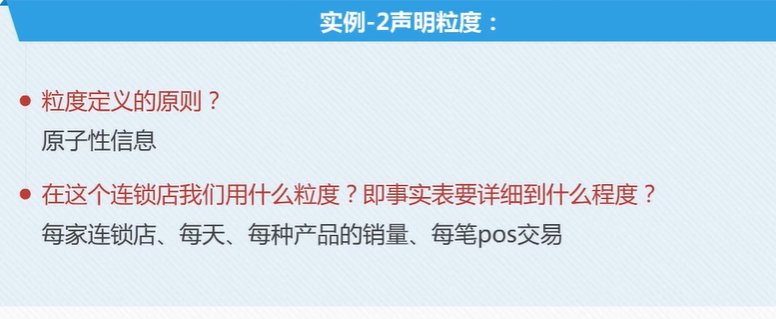 实例-2声明粒度：
粒度定义的原则？
原子性信息
在这个连锁店我们用什么粒度？即事实表要详细到什么程度？
每家连锁店、每天、每种产品的销量、每笔pos交易